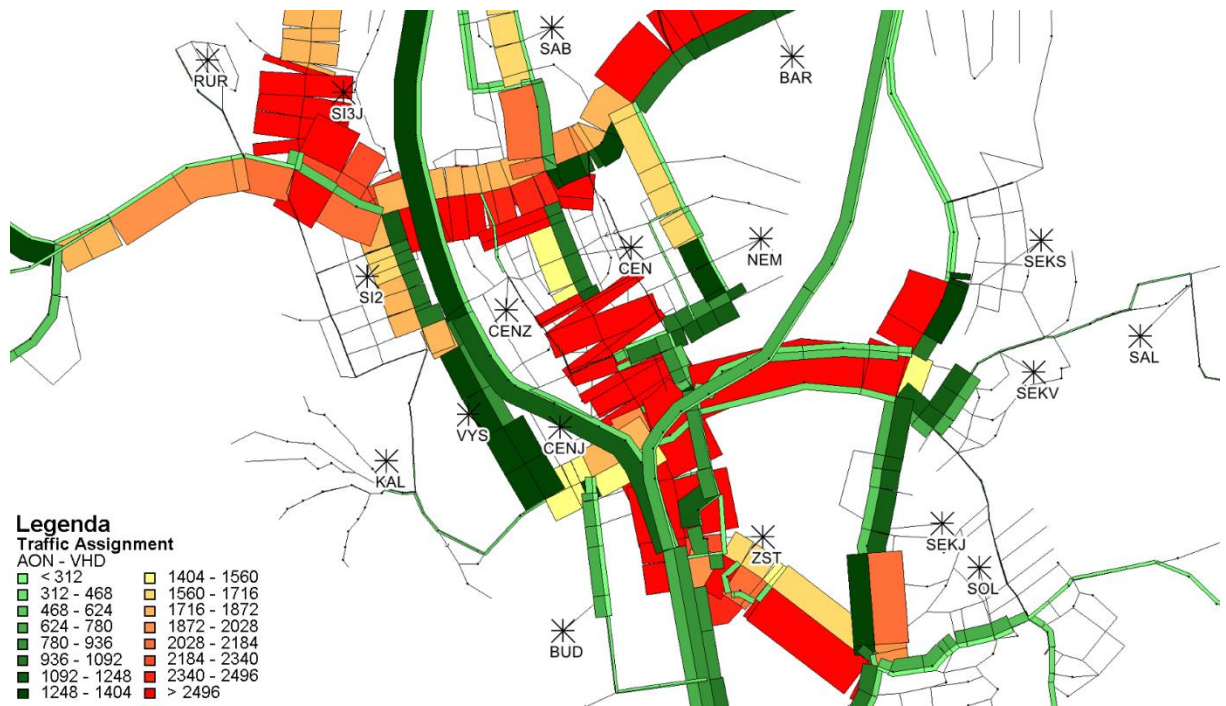 SAB
RUR
BAR
SI3J
CEN
NEM
SEKS
SI2
CENZ
SAL
SEKV
VYS
CENJ
KAL
SEKJ
ZST
SOL
BUD
Legenda
Traffic Assignment
AON - VHD
< 312 1404 - 1560
312 - 468 1560 - 1716
468 - 624 1716 - 1872
624 - 780 1872 - 2028
780 - 936 2028 - 2184
936 - 1092 2184 - 2340
1092 - 1248 2340 - 2496
1248 - 1404 > 2496